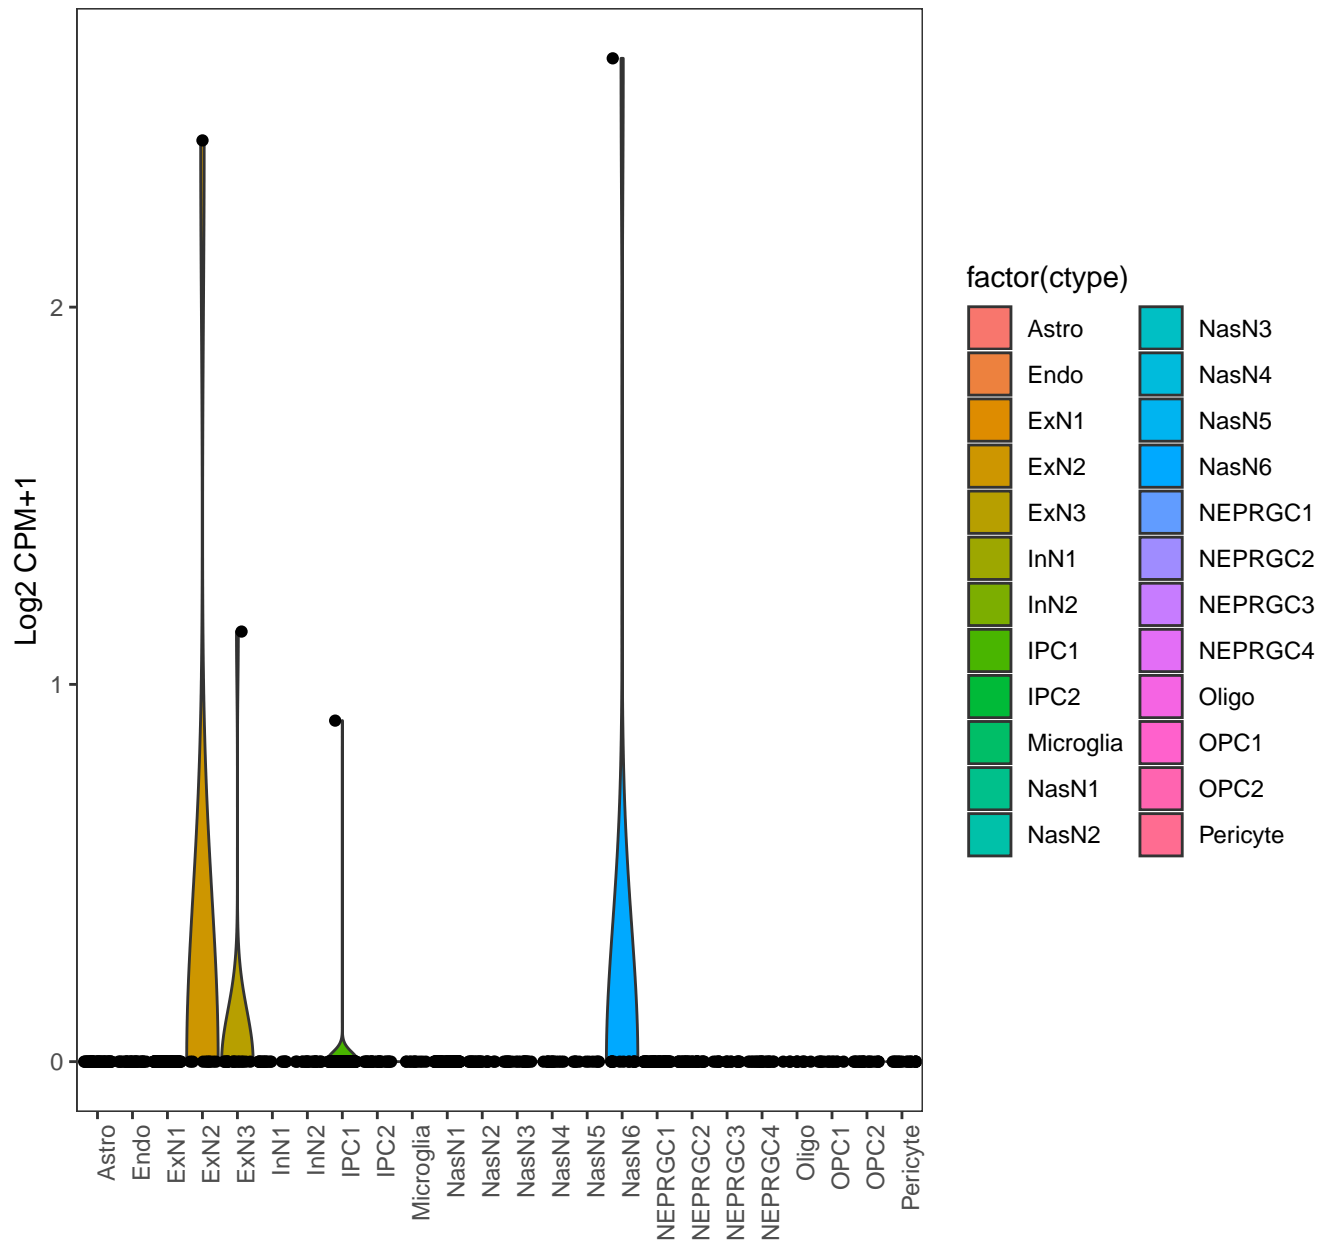 Log2 CPM+1
2
1
0
Astro
Endo
ExN1
ExN2
ExN3
InN1
InN2
IPC1
IPC2
Microglia
NasN1
NasN2
NasN3
NasN4
NasN5
NasN6
NEPRGC1
NEPRGC2
NEPRGC3
NEPRGC4
Oligo
OPC1
OPC2
Pericyte
factor(ctype)
Astro
Endo
ExN1
ExN2
ExN3
InN1
InN2
IPC1
IPC2
Microglia
NasN1
NasN2
NasN3
NasN4
NasN5
NasN6
NEPRGC1
NEPRGC2
NEPRGC3
NEPRGC4
Oligo
OPC1
OPC2
Pericyte